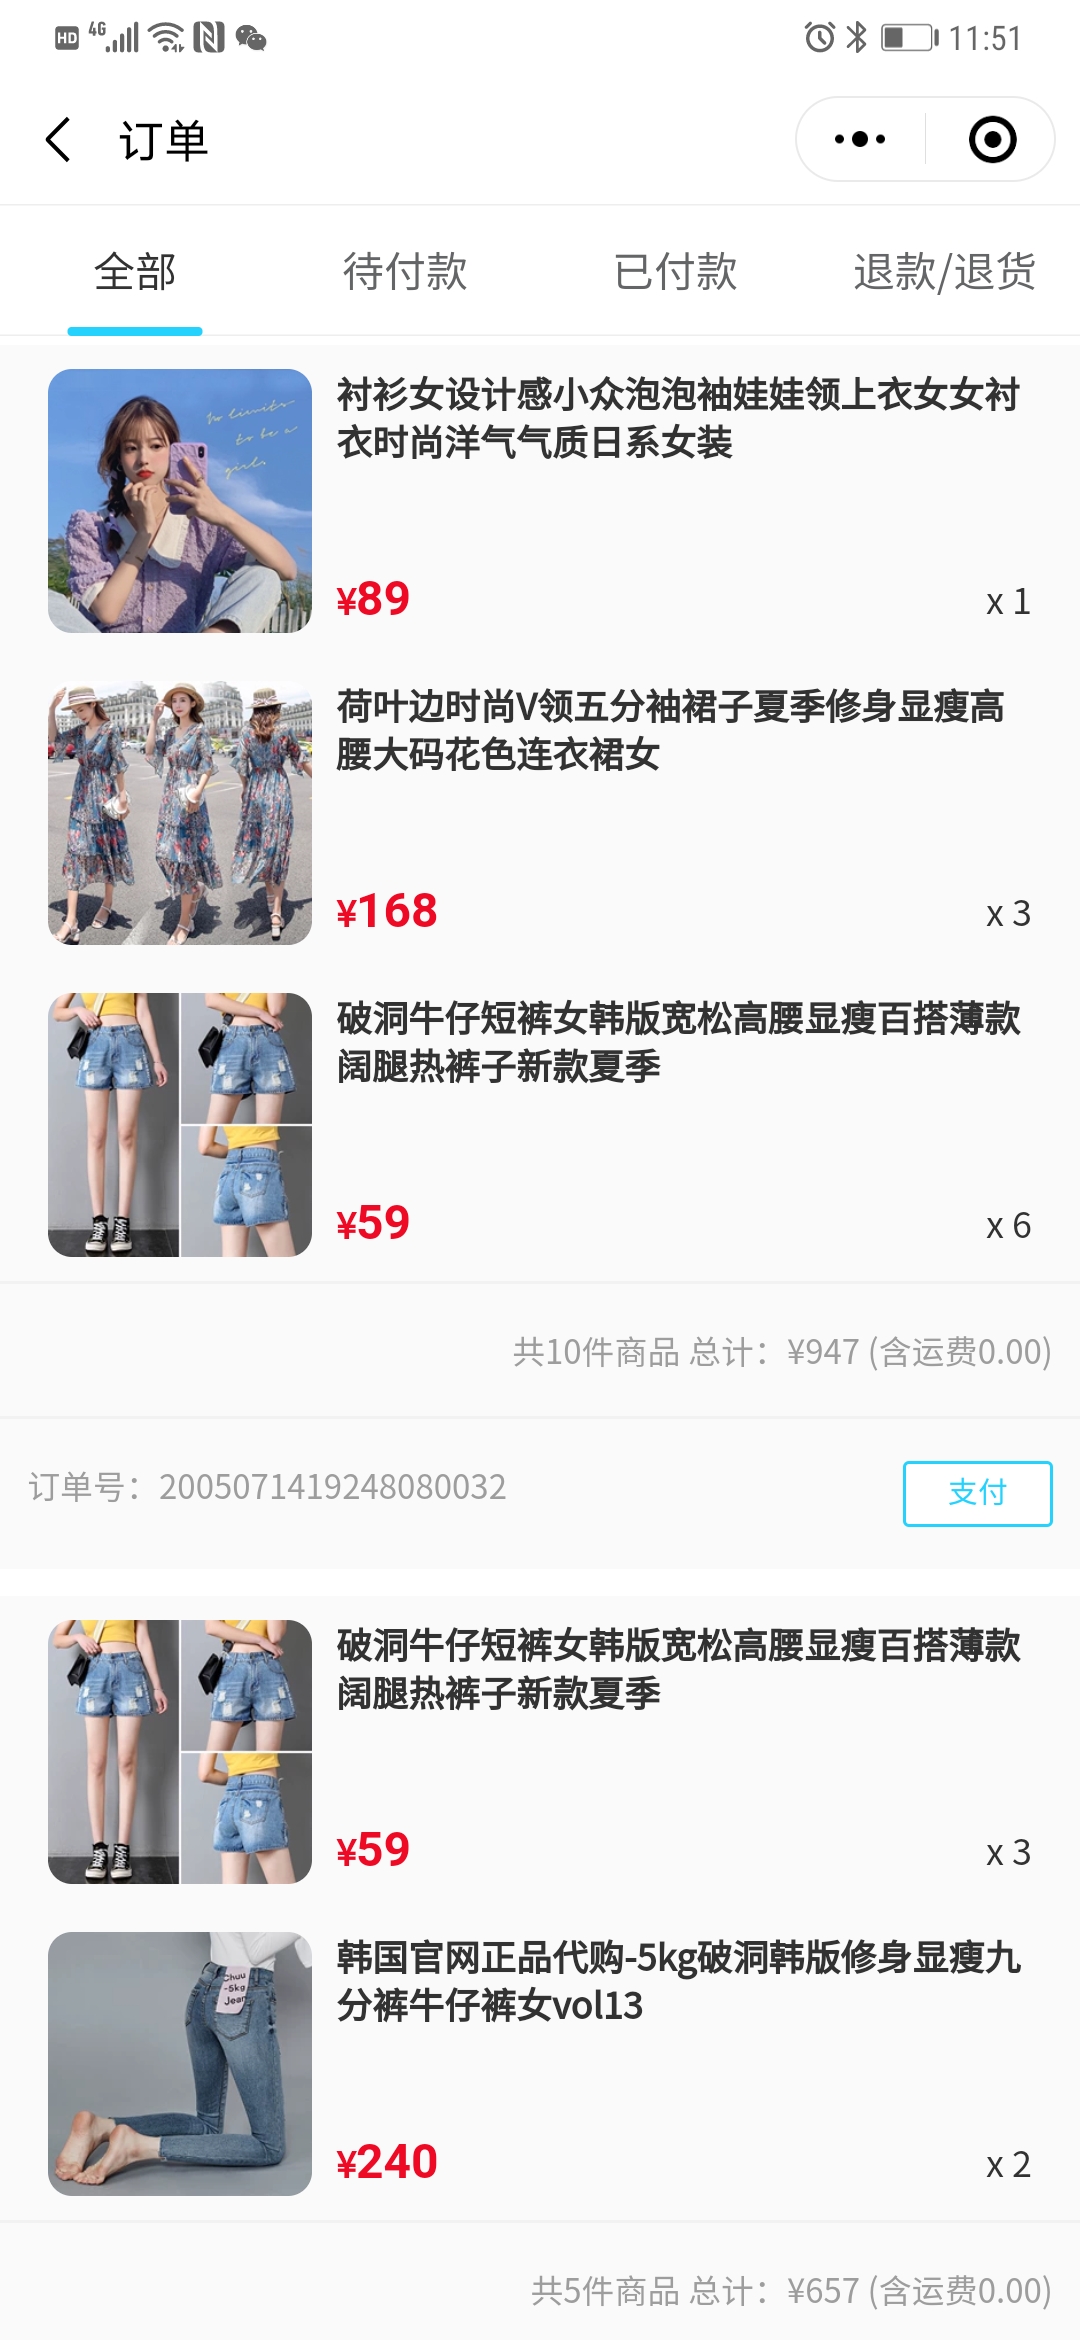 HD 4G 11:51
订单
全部 待付款 已付款 退款/退货
No limits
to be a
girl.
衬衫女设计感小众泡泡袖娃娃领上衣女女衬
衣时尚洋气气质日系女装
¥89 x 1
荷叶边时尚V领五分袖裙子夏季修身显瘦高
腰大码花色连衣裙女
¥168 x 3
破洞牛仔短裤女韩版宽松高腰显瘦百搭薄款
阔腿热裤子新款夏季
¥59 x 6
共10件商品 总计：¥947 (含运费0.00)
订单号：2005071419248080032 支付
破洞牛仔短裤女韩版宽松高腰显瘦百搭薄款
阔腿热裤子新款夏季
¥59 x 3
Chuu
-5kg
Jean
韩国官网正品代购-5kg破洞韩版修身显瘦九
分裤牛仔裤女vol13
¥240 x 2
共5件商品 总计：¥657 (含运费0.00)